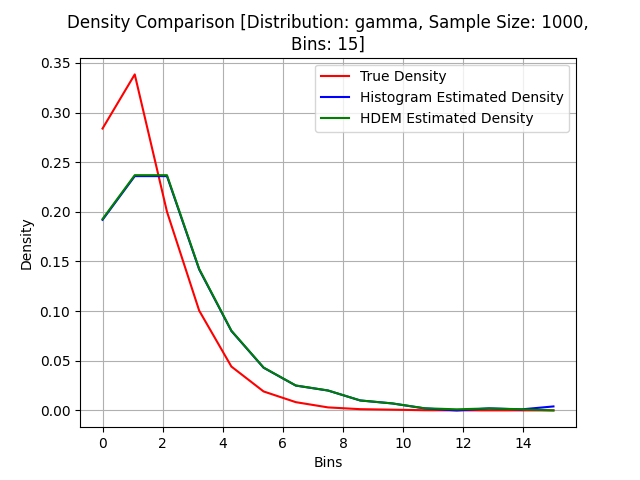 Density Comparison [Distribution: gamma, Sample Size: 1000,
Bins: 15]
True Density
Histogram Estimated Density
HDEM Estimated Density
Density
0.35
0.30
0.25
0.20
0.15
0.10
0.05
0.00
0 2 4 6 8 10 12 14
Bins